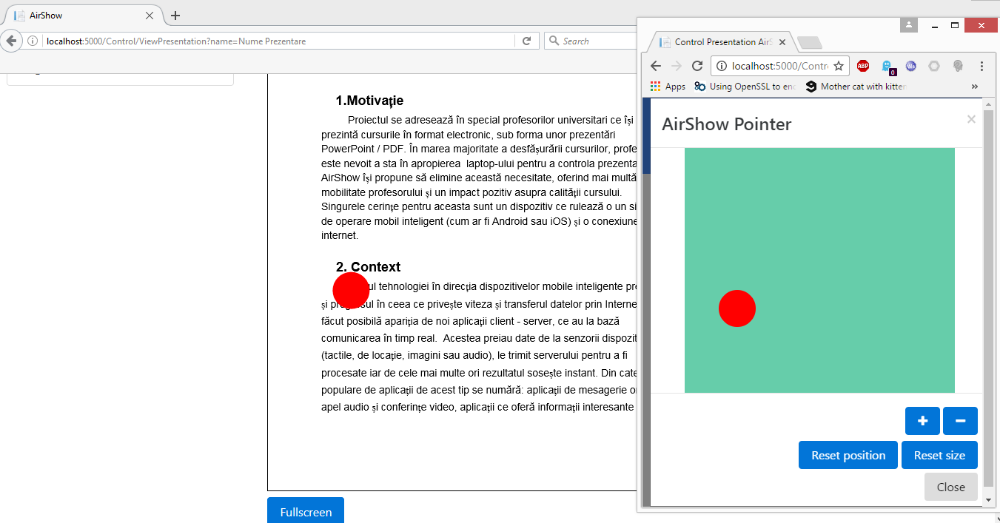 AirShow
localhost:5000/Control/ViewPresentation?name=Nume Prezentare
Search
1.Motivație
Proiectul se adresează în special profesorilor universitari ce își
prezintă cursurile în format electronic, sub forma unor prezentări
PowerPoint / PDF. În marea majoritate a desfășurării cursurilor, profe
este nevoit a sta în apropierea laptop-ului pentru a controla prezenta
AirShow își propune să elimine această necesitate, oferind mai multă
mobilitate profesorului și un impact pozitiv asupra calității cursului.
Singurele cerințe pentru aceasta sunt un dispozitiv ce rulează o un si
de operare mobil inteligent (cum ar fi Android sau iOS) și o conexiune
internet.
2. Context
ul tehnologiei în direcția dispozitivelor mobile inteligente pre
și pro sul în ceea ce privește viteza și transferul datelor prin Interne
făcut posibilă apariția de noi aplicații client - server, ce au la bază
comunicarea în timp real. Acestea preiau date de la senzorii dispozit
(tactile, de locație, imagini sau audio), le trimit serverului pentru a fi
procesate iar de cele mai multe ori rezultatul sosește instant. Din cate
populare de aplicații de acest tip se numără: aplicații de mesagerie o
apel audio și conferințe video, aplicații ce oferă informații interesante
Fullscreen
Control Presentation AirS
localhost:5000/Contro
ABP
0
Ws
Apps
Using OpenSSL to enc
Mother cat with kitten
»
AirShow Pointer
×
+
−
Reset position
Reset size
Close